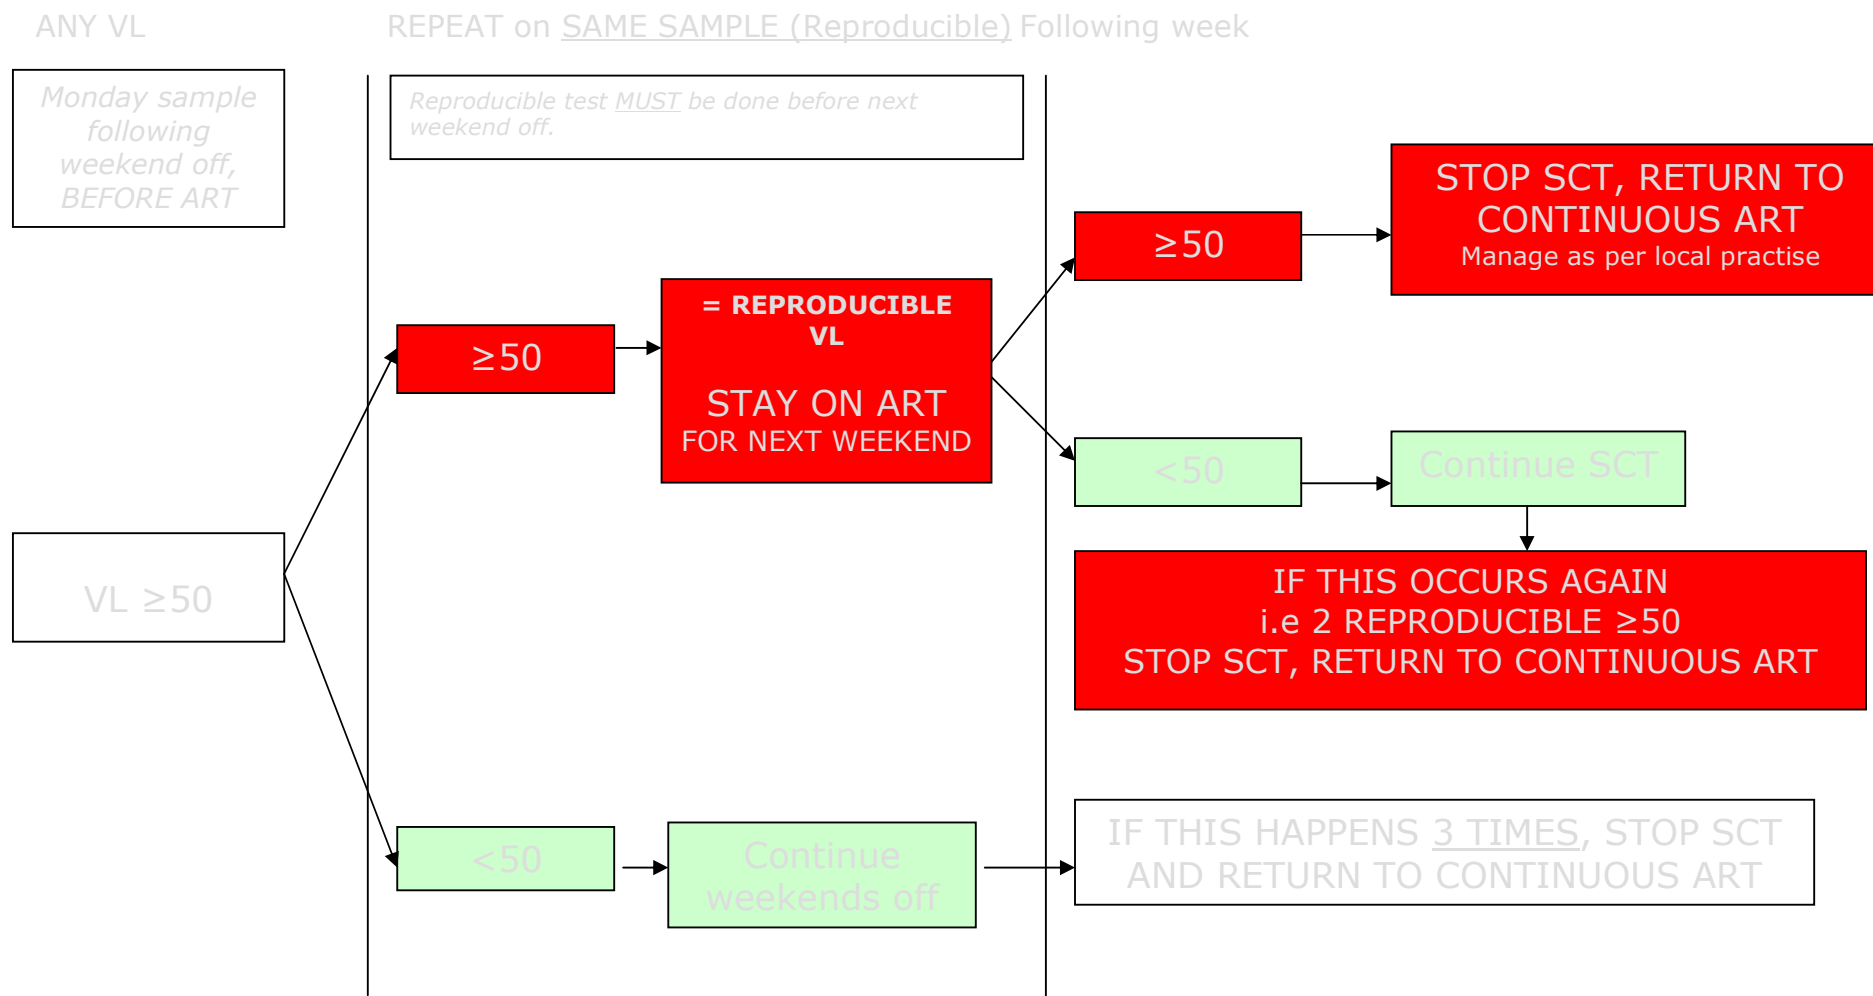 ANY VL
REPEAT on SAME SAMPLE (Reproducible) Following week
Monday sample
following
weekend off,
BEFORE ART
Reproducible test MUST be done before next
weekend off.
VL ≥50
≥50
= REPRODUCIBLE
VL
STAY ON ART
FOR NEXT WEEKEND
≥50
STOP SCT, RETURN TO
CONTINUOUS ART
Manage as per local practise
<50
Continue SCT
IF THIS OCCURS AGAIN
i.e 2 REPRODUCIBLE ≥50
STOP SCT, RETURN TO CONTINUOUS ART
<50
Continue
weekends off
IF THIS HAPPENS 3 TIMES, STOP SCT
AND RETURN TO CONTINUOUS ART